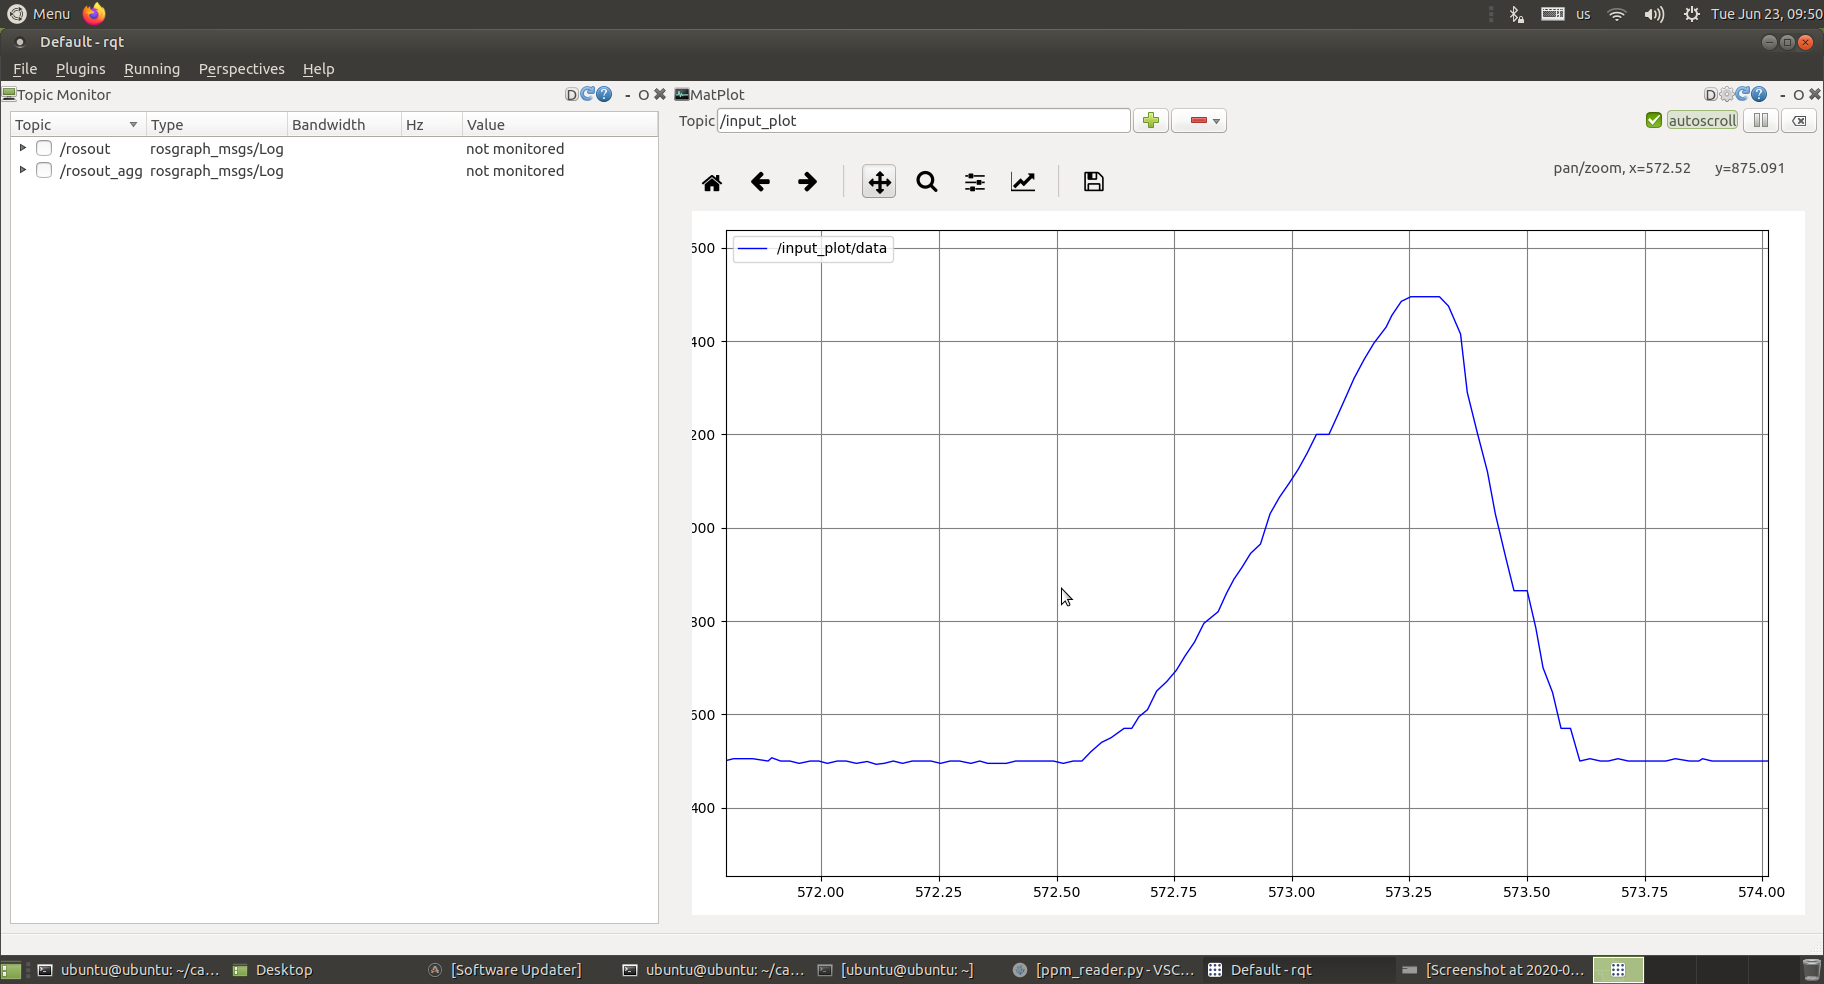 Menu
us
Tue Jun 23, 09:50
Default - rqt
File Plugins Running Perspectives Help
Topic Monitor
D ? - O
Topic Type Bandwidth Hz Value
/rosout rosgraph_msgs/Log not monitored
/rosout_agg rosgraph_msgs/Log not monitored
MatPlot
D ? - O
Topic /input_plot
autoscroll
pan/zoom, x=572.52 y=875.091
/input_plot/data
600
400
200
000
800
600
400
572.00 572.25 572.50 572.75 573.00 573.25 573.50 573.75 574.00
ubuntu@ubuntu: ~/ca... Desktop [Software Updater] ubuntu@ubuntu: ~/ca... [ubuntu@ubuntu: ~] [ppm_reader.py - VSC... Default - rqt [Screenshot at 2020-0...